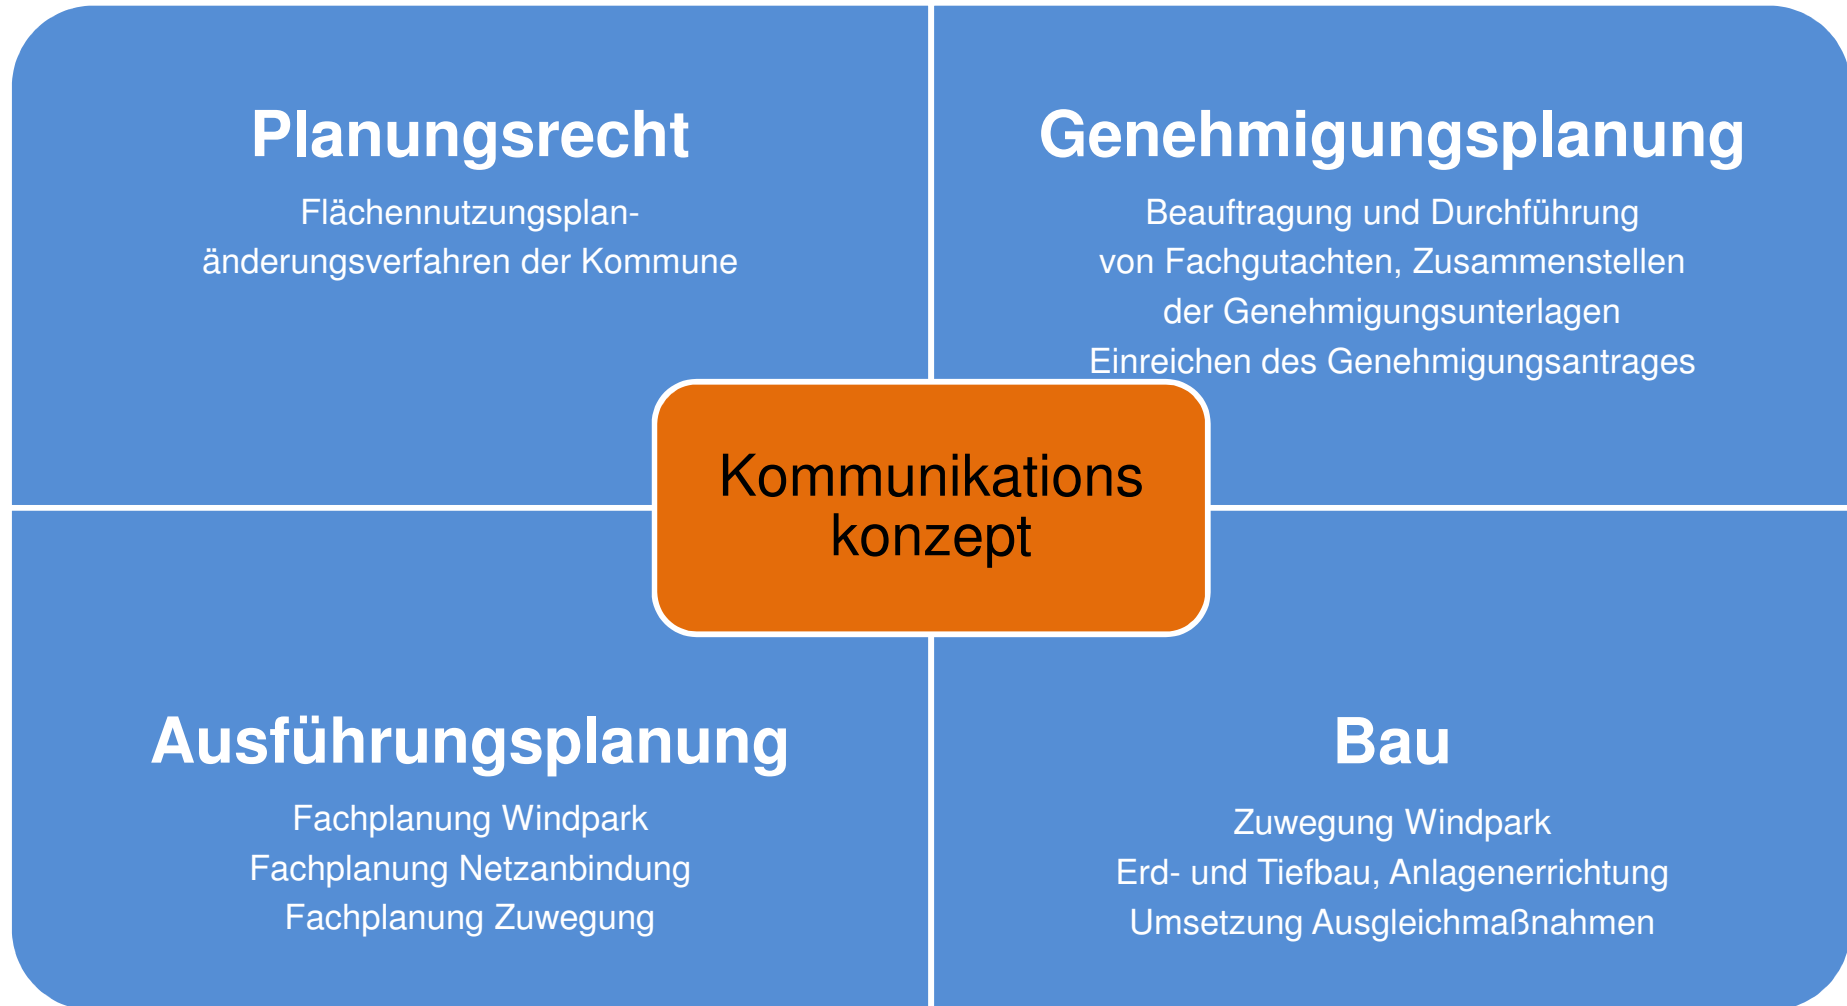 Planungsrecht
Flächennutzungsplan-
änderungsverfahren der Kommune
Genehmigungsplanung
Beauftragung und Durchführung
von Fachgutachten, Zusammenstellen
der Genehmigungsunterlagen
Einreichen des Genehmigungsantrages
Kommunikations
konzept
Ausführungsplanung
Fachplanung Windpark
Fachplanung Netzanbindung
Fachplanung Zuwegung
Bau
Zuwegung Windpark
Erd- und Tiefbau, Anlagenerrichtung
Umsetzung Ausgleichmaßnahmen